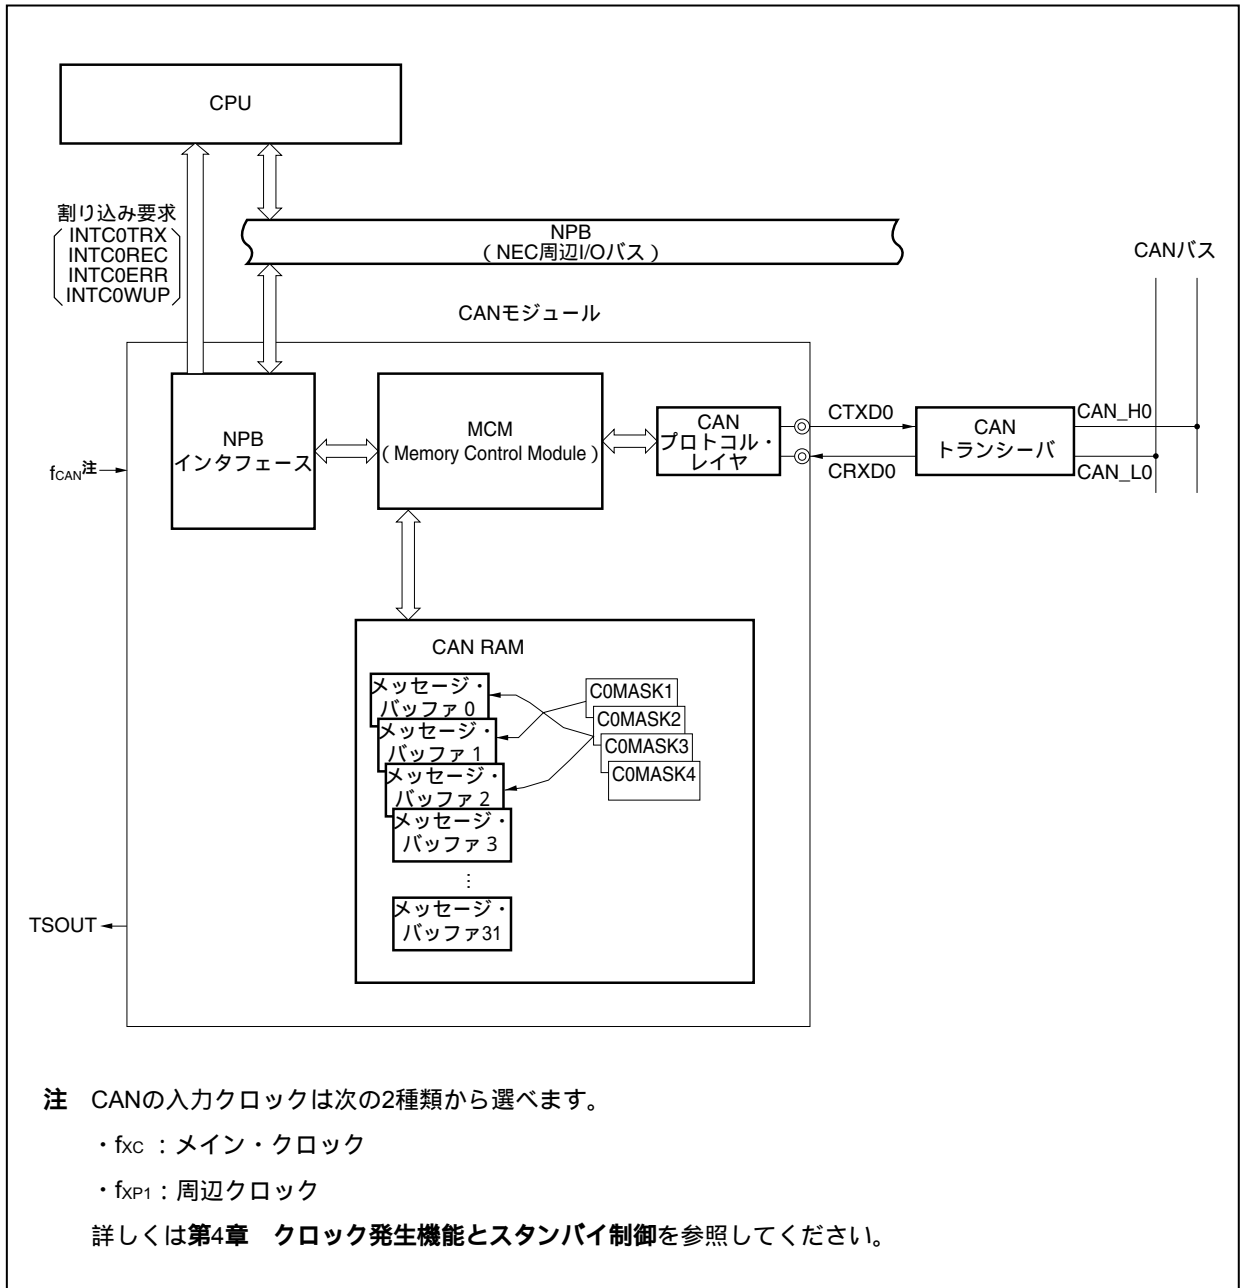 CPU
割り込み要求
INTC0TRX
INTC0REC
INTC0ERR
INTC0WUP
NPB
（NEC周辺I/Oバス）
CANバス
CANモジュール
NPB
インタフェース
MCM
（Memory Control Module）
CAN
プロトコル・
レイヤ
CTXD0
CRXD0
CAN
トランシーバ
CAN_H0
CAN_L0
fCAN注
CAN RAM
メッセージ・
バッファ0
メッセージ・
バッファ1
メッセージ・
バッファ2
メッセージ・
バッファ3
⋮
メッセージ・
バッファ31
C0MASK1
C0MASK2
C0MASK3
C0MASK4
TSOUT
注 CANの入力クロックは次の2種類から選べます。
・fXC：メイン・クロック
・fXP1：周辺クロック
詳しくは第4章　クロック発生機能とスタンバイ制御を参照してください。